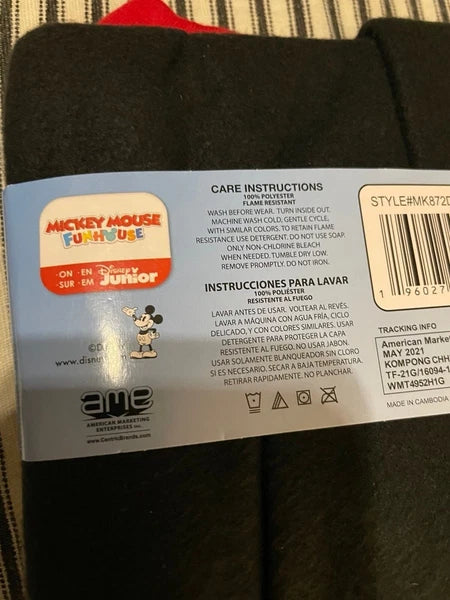 CARE INSTRUCTIONS
100% POLYESTER
FLAME RESISTANT
WASH BEFORE WEAR. TURN INSIDE OUT.
MACHINE WASH COLD, GENTLE CYCLE,
WITH SIMILAR COLORS. TO RETAIN FLAME
RESISTANCE USE DETERGENT. DO NOT USE SOAP.
ONLY NON-CHLORINE BLEACH
WHEN NEEDED. TUMBLE DRY LOW.
REMOVE PROMPTLY. DO NOT IRON.
INSTRUCCIONES PARA LAVAR
100% POLIÉSTER
RESISTENTE AL FUEGO
LAVAR ANTES DE USAR. VOLTEAR AL REVÉS.
LAVAR A MÁQUINA CON AGUA FRÍA, CICLO
DELICADO, Y CON COLORES SIMILARES. USAR
DETERGENTE PARA PROTEGER LA CAPA
RESISTENTE AL FUEGO. NO USAR JABON.
USAR SOLAMENTE BLANQUEADOR SIN CLORO
SI ES NECESARIO. SECAR A BAJA TEMPERATURA.
RETIRAR RAPIDAMENTE. NO PLANCHAR.
MICKEY MOUSE
FUNHOUSE
·ON ·EN
·SUR ·EM
Disney
Junior
©D
www.disn
ame
AMERICAN MARKETING
ENTERPRISES Inc.
www.CentricBrands.com
STYLE#MK872D
1 96027
TRACKING INFO
American Market
MAY 2021
KOMPONG CHH
TF-21G/16094-1
WMT4952H1G
MADE IN CAMBODIA